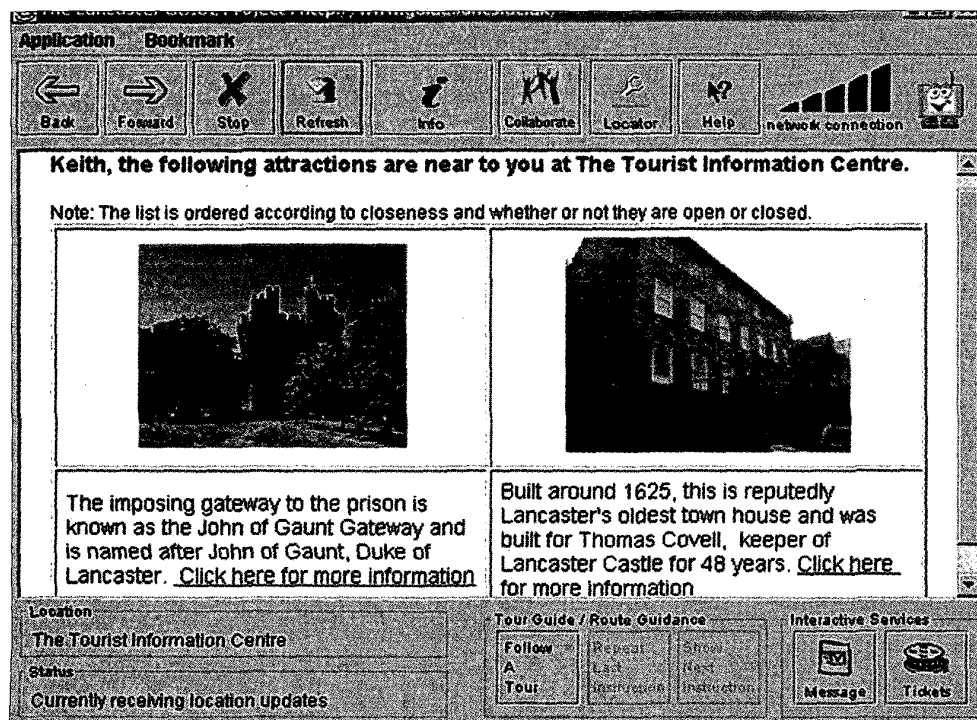 Application Bookmark
Back Forward Stop Refresh Info Collaborate Locator Help network connection
Keith, the following attractions are near to you at The Tourist Information Centre.
Note: The list is ordered according to closeness and whether or not they are open or closed.
The imposing gateway to the prison is
known as the John of Gaunt Gateway and
is named after John of Gaunt, Duke of
Lancaster. Click here for more information
Built around 1625, this is reputedly
Lancaster's oldest town house and was
built for Thomas Covell, keeper of
Lancaster Castle for 48 years. Click here
for more information
Location
The Tourist Information Centre
Status
Currently receiving location updates
Tour Guide / Route Guidance
Follow
A
Tour
Repeat
Last
Instruction
Show
Next
Instruction
Interactive Services
Message
Tickets